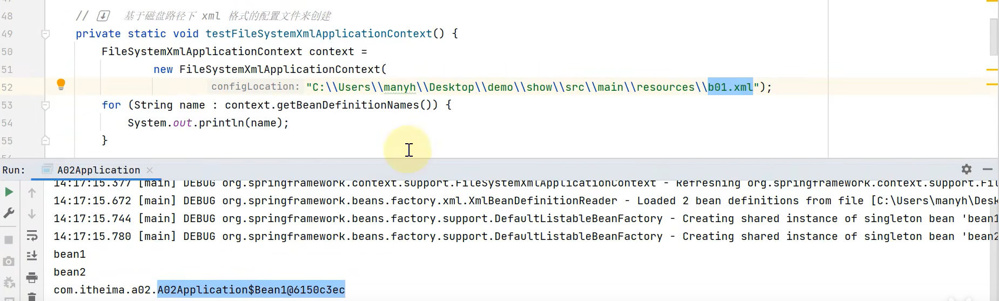 48 // 基于磁盘路径下 xml 格式的配置文件来创建
49 private static void testFileSystemXmlApplicationContext() {
50 FileSystemXmlApplicationContext context =
51 new FileSystemXmlApplicationContext(
52 configLocation: "C:\\Users\\manyh\\Desktop\\demo\\show\\src\\main\\resources\\b01.xml");
53 for (String name : context.getBeanDefinitionNames()) {
54 System.out.println(name);
55 }
Run: A02Application
14:17:15.377 [main] DEBUG org.springframework.context.support.FileSystemXmlApplicationContext - Refreshing org.springframework.context.support.Fil
14:17:15.672 [main] DEBUG org.springframework.beans.factory.xml.XmlBeanDefinitionReader - Loaded 2 bean definitions from file [C:\Users\manyh\Desk
14:17:15.744 [main] DEBUG org.springframework.beans.factory.support.DefaultListableBeanFactory - Creating shared instance of singleton bean 'bean1
14:17:15.780 [main] DEBUG org.springframework.beans.factory.support.DefaultListableBeanFactory - Creating shared instance of singleton bean 'bean2
bean1
bean2
com.itheima.a02.A02Application$Bean1@6150c3ec